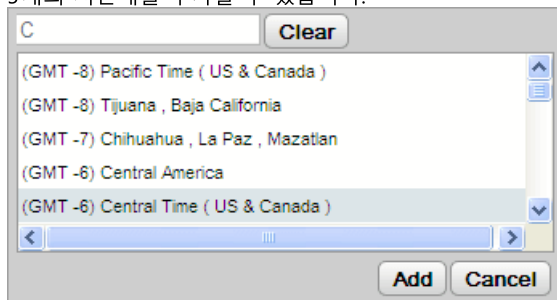 C
Clear
(GMT -8) Pacific Time ( US & Canada )
(GMT -8) Tijuana , Baja California
(GMT -7) Chihuahua , La Paz , Mazatlan
(GMT -6) Central America
(GMT -6) Central Time ( US & Canada )
Add Cancel